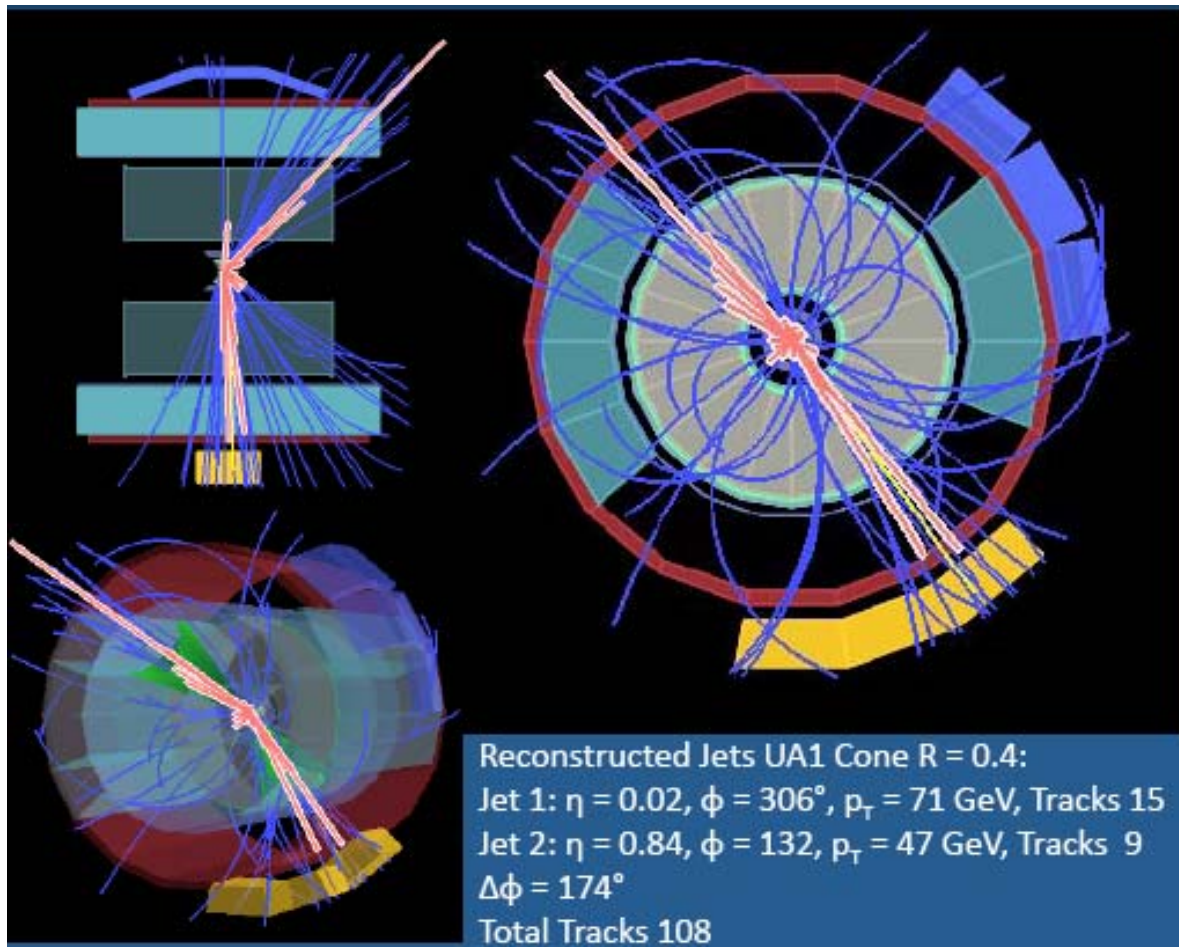 Reconstructed Jets UA1 Cone R = 0.4:
Jet 1: η = 0.02, ϕ = 306°, pT = 71 GeV, Tracks 15
Jet 2: η = 0.84, ϕ = 132, pT = 47 GeV, Tracks  9
Δϕ = 174°
Total Tracks 108